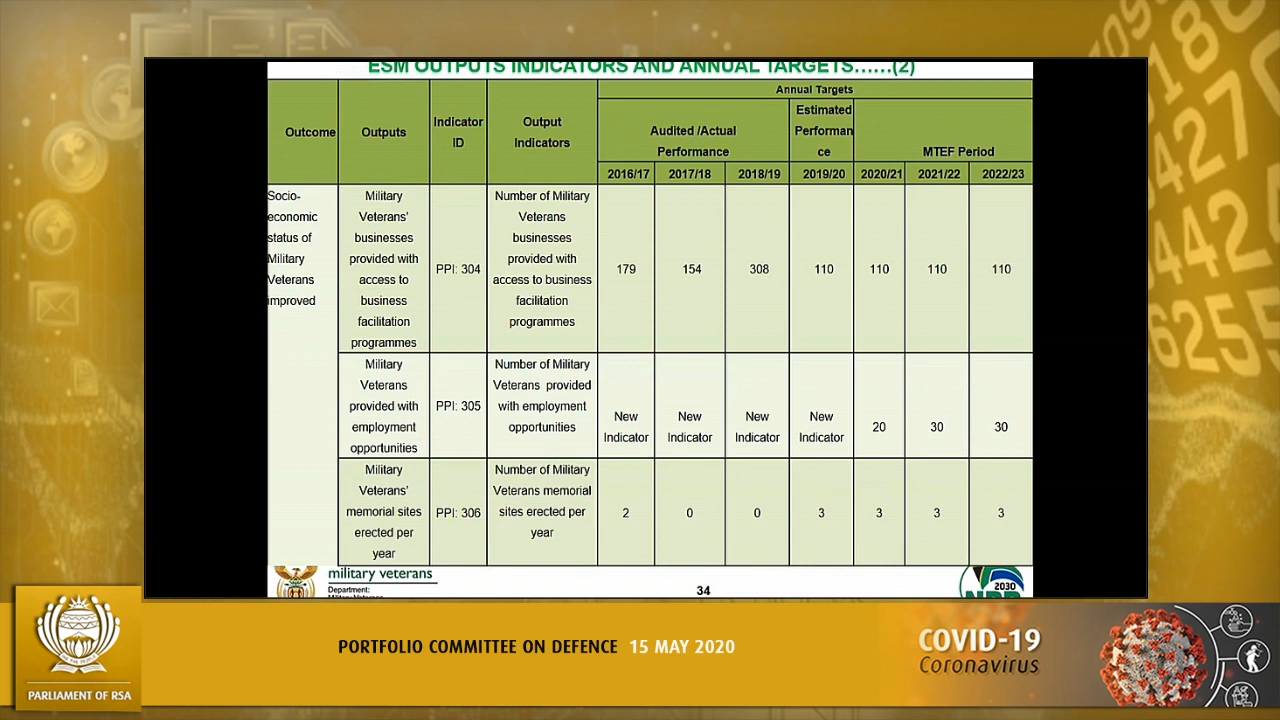 ESM OUTPUTS INDICATORS AND ANNUAL TARGETS......(2)
Outcome
Outputs
Indicator
ID
Output
Indicators
Annual Targets
Audited /Actual
Performance
Estimated
Performan
ce
MTEF Period
2016/17 2017/18 2018/19 2019/20 2020/21 2021/22 2022/23
Socio-
economic
status of
Military
Veterans
improved
Military
Veterans'
businesses
provided with
access to
business
facilitation
programmes
PPI: 304
Number of Military
Veterans
businesses
provided with
access to business
facilitation
programmes
179 154 308 110 110 110 110
Military
Veterans
provided with
employment
opportunities
PPI: 305
Number of Military
Veterans provided
with employment
opportunities
New
Indicator
New
Indicator
New
Indicator
New
Indicator
20 30 30
Military
Veterans'
memorial sites
erected per
year
PPI: 306
Number of Military
Veterans memorial
sites erected per
year
2 0 0 3 3 3 3
military veterans
Department:
Military Veterans
34
2030
NDP
PARLIAMENT OF RSA
PORTFOLIO COMMITTEE ON DEFENCE 15 MAY 2020
COVID-19
Coronavirus